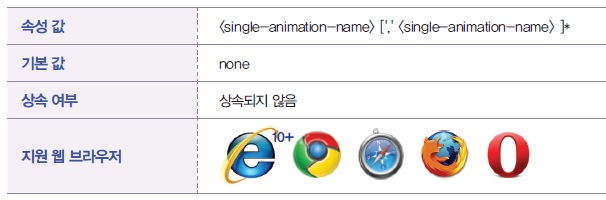 속성 값 <single-animation-name> [',' <single-animation-name> ]*
기본 값 none
상속 여부 상속되지 않음
지원 웹 브라우저 10+